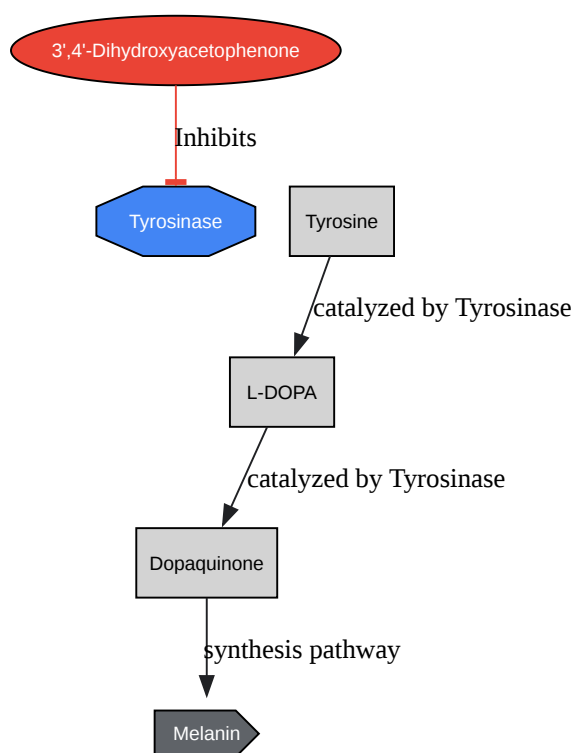 3',4'-Dihydroxyacetophenone
Inhibits
Tyrosinase
Tyrosine
catalyzed by Tyrosinase
L-DOPA
catalyzed by Tyrosinase
Dopaquinone
synthesis pathway
Melanin